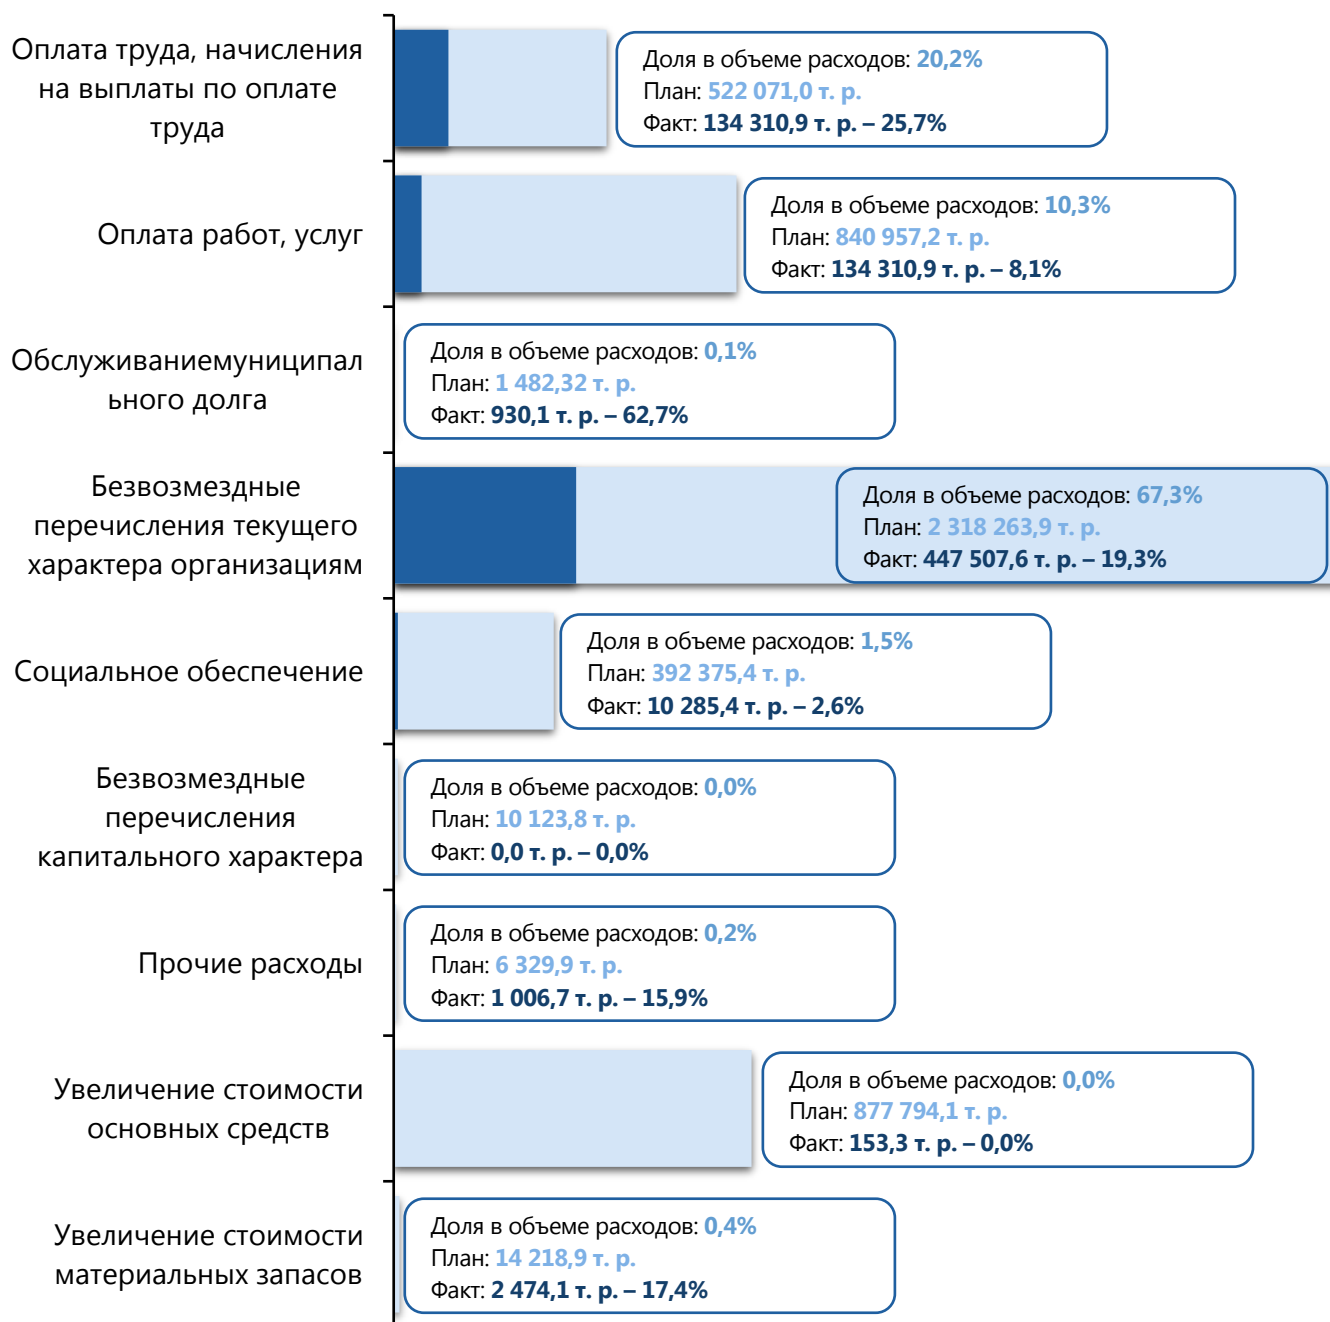 Оплата труда, начисления
на выплаты по оплате
труда
Доля в объеме расходов: 20,2%
План: 522 071,0 т. р.
Факт: 134 310,9 т. р. – 25,7%
Оплата работ, услуг
Доля в объеме расходов: 10,3%
План: 840 957,2 т. р.
Факт: 134 310,9 т. р. – 8,1%
Обслуживаниемуниципал
ьного долга
Доля в объеме расходов: 0,1%
План: 1 482,32 т. р.
Факт: 930,1 т. р. – 62,7%
Безвозмездные
перечисления текущего
характера организациям
Доля в объеме расходов: 67,3%
План: 2 318 263,9 т. р.
Факт: 447 507,6 т. р. – 19,3%
Социальное обеспечение
Доля в объеме расходов: 1,5%
План: 392 375,4 т. р.
Факт: 10 285,4 т. р. – 2,6%
Безвозмездные
перечисления
капитального характера
Доля в объеме расходов: 0,0%
План: 10 123,8 т. р.
Факт: 0,0 т. р. – 0,0%
Прочие расходы
Доля в объеме расходов: 0,2%
План: 6 329,9 т. р.
Факт: 1 006,7 т. р. – 15,9%
Увеличение стоимости
основных средств
Доля в объеме расходов: 0,0%
План: 877 794,1 т. р.
Факт: 153,3 т. р. – 0,0%
Увеличение стоимости
материальных запасов
Доля в объеме расходов: 0,4%
План: 14 218,9 т. р.
Факт: 2 474,1 т. р. – 17,4%